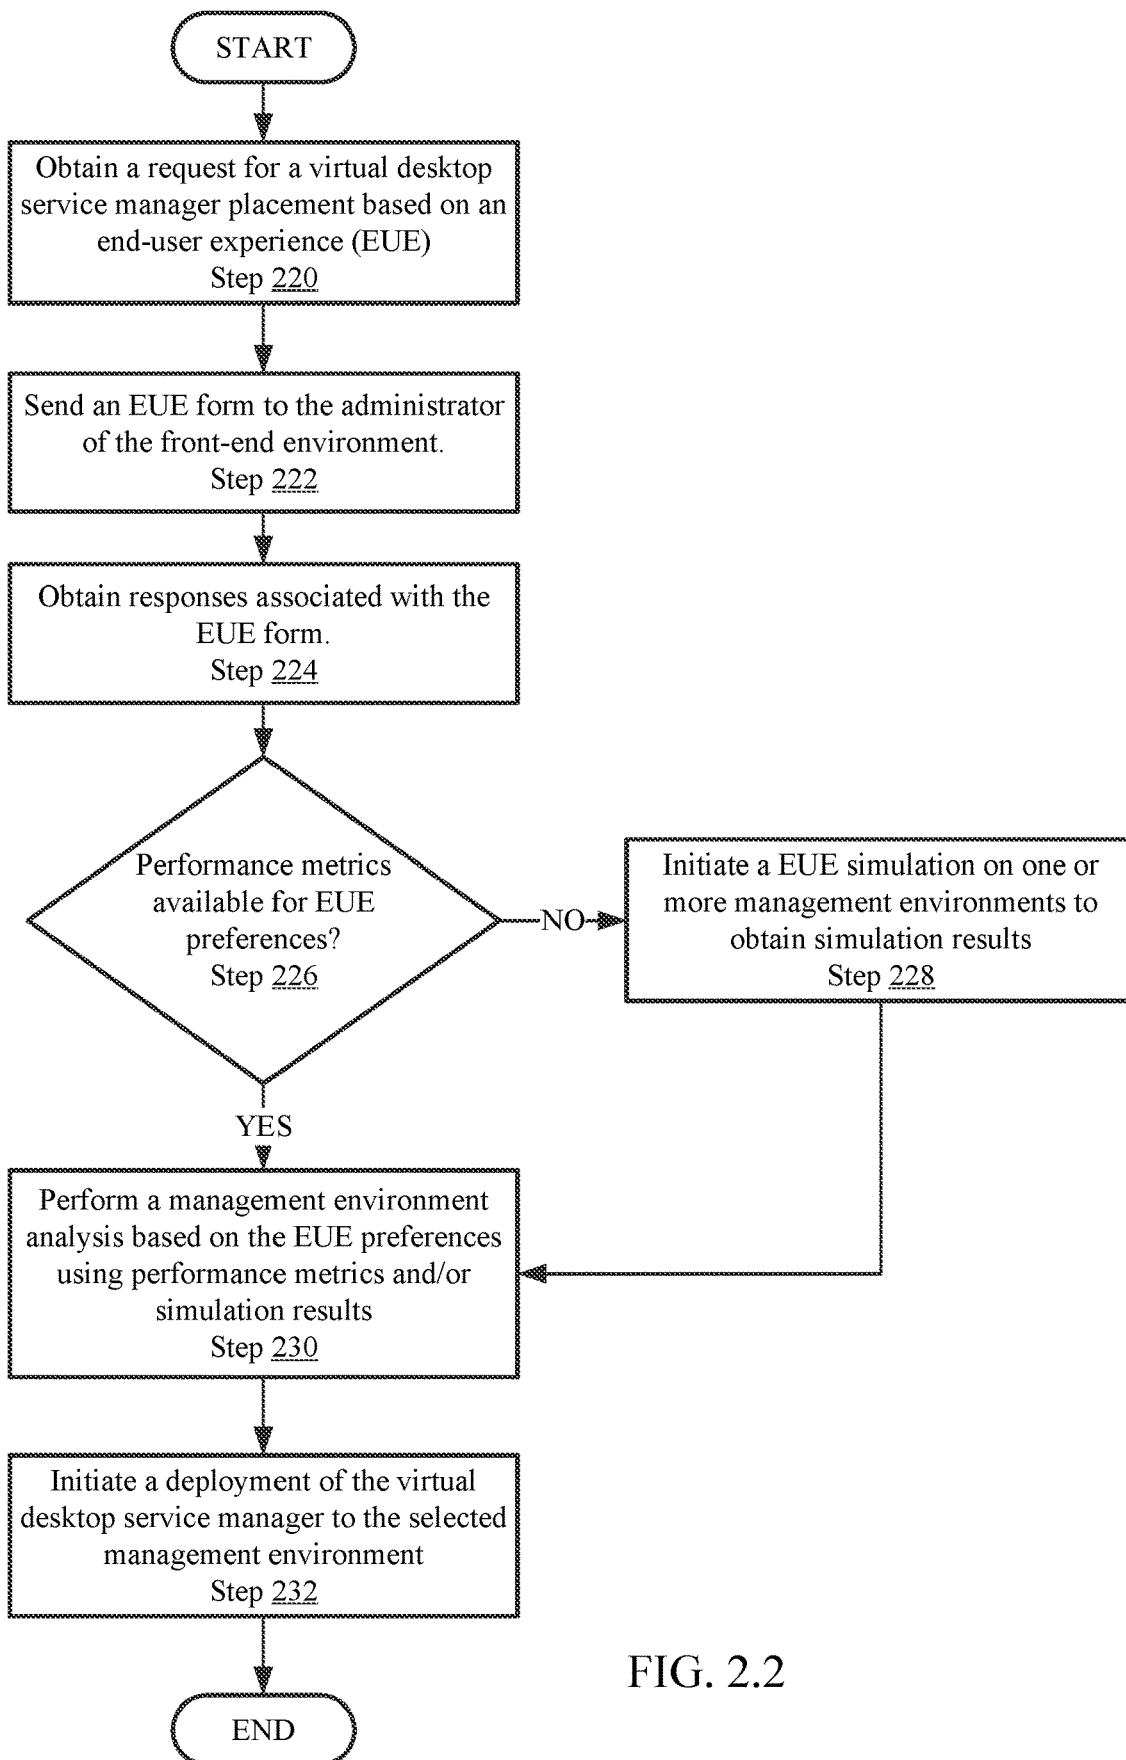 START
Obtain a request for a virtual desktop
service manager placement based on an
end-user experience (EUE)
Step 220
Send an EUE form to the administrator
of the front-end environment.
Step 222
Obtain responses associated with the
EUE form.
Step 224
Performance metrics
available for EUE
preferences?
Step 226
NO
Initiate a EUE simulation on one or
more management environments to
obtain simulation results
Step 228
YES
Perform a management environment
analysis based on the EUE preferences
using performance metrics and/or
simulation results
Step 230
Initiate a deployment of the virtual
desktop service manager to the selected
management environment
Step 232
END
FIG. 2.2